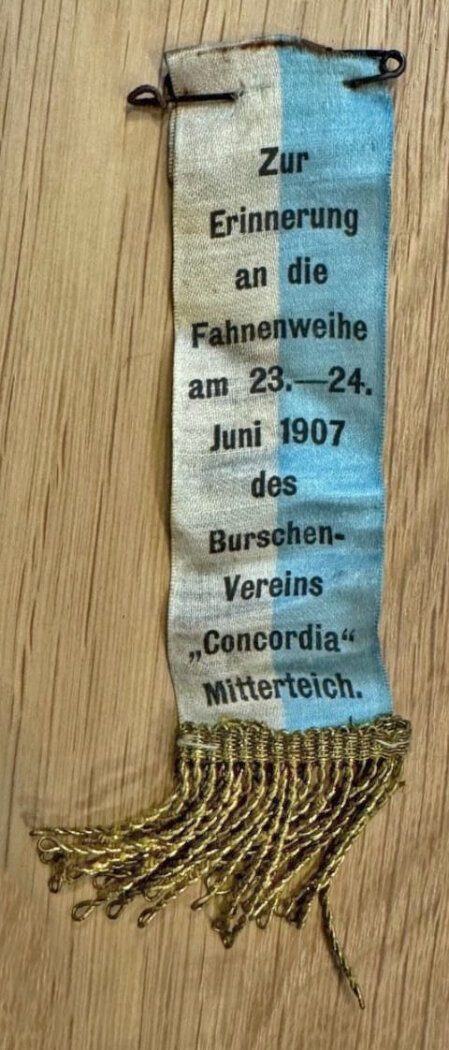 Zur
Erinnerung
an die
Fahnenweihe
am 23.—24.
Juni 1907
des
Burschen-
Vereins
„Concordia“
Mitterteich.